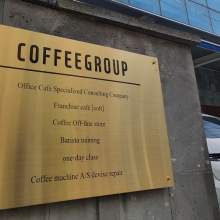 COFFEEGROUP
Office Cafe Specialized Consulting Company
Franchise café [soft]
Coffee Off-line store
Barista training
one-day class
Coffee machine A/S device repair